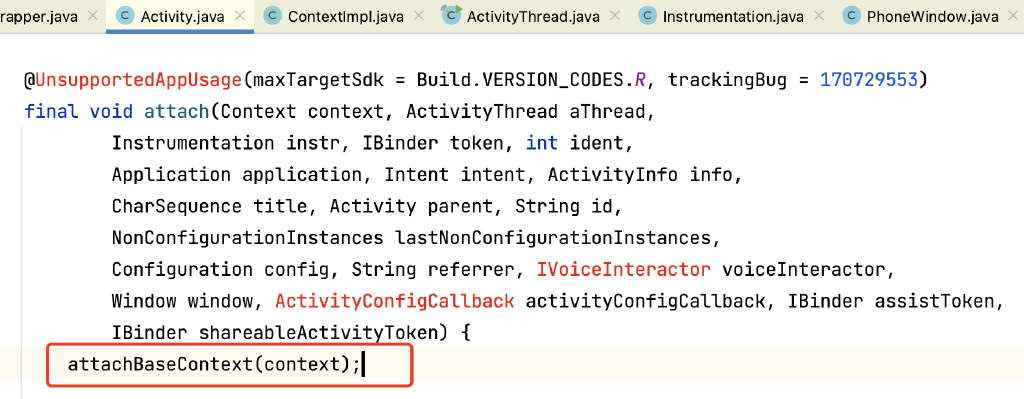 rapper.java Activity.java ContextImpl.java ActivityThread.java Instrumentation.java PhoneWindow.java
@UnsupportedAppUsage(maxTargetSdk = Build.VERSION_CODES.R, trackingBug = 170729553)
final void attach(Context context, ActivityThread aThread,
Instrumentation instr, IBinder token, int ident,
Application application, Intent intent, ActivityInfo info,
CharSequence title, Activity parent, String id,
NonConfigurationInstances lastNonConfigurationInstances,
Configuration config, String referrer, IVoiceInteractor voiceInteractor,
Window window, ActivityConfigCallback activityConfigCallback, IBinder assistToken,
IBinder shareableActivityToken) {
attachBaseContext(context);